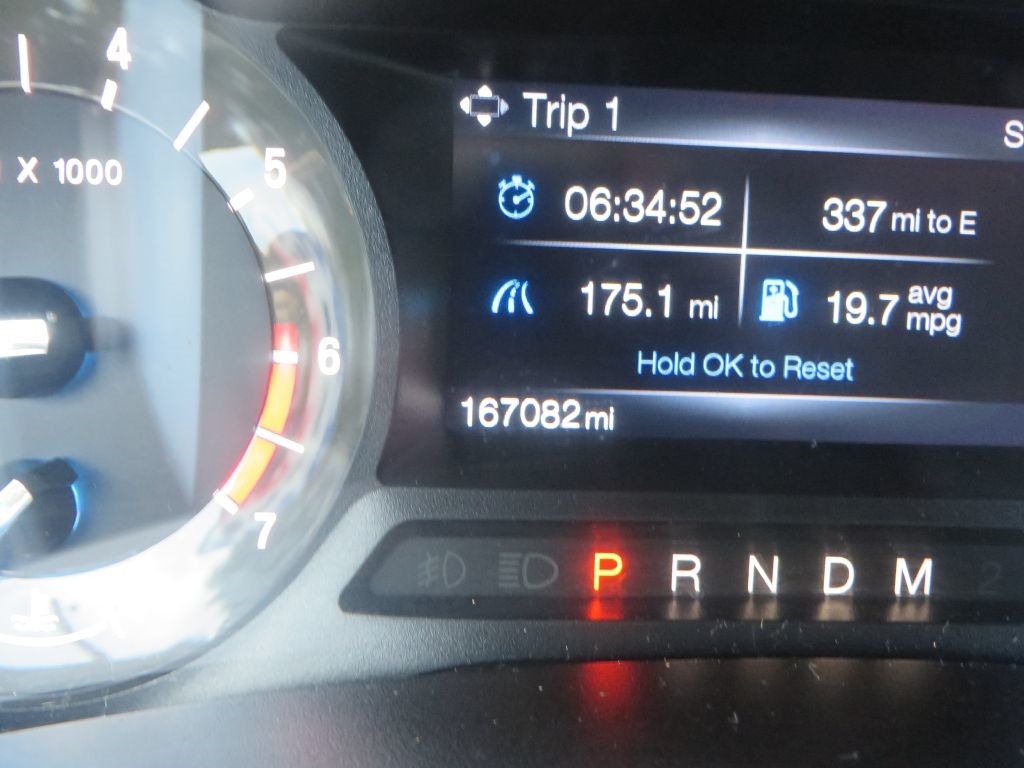 4
X 1000
5
6
7
Trip 1
S
06:34:52
337 mi to E
175.1 mi
19.7 avg mpg
Hold OK to Reset
167082 mi
P R N D M 2